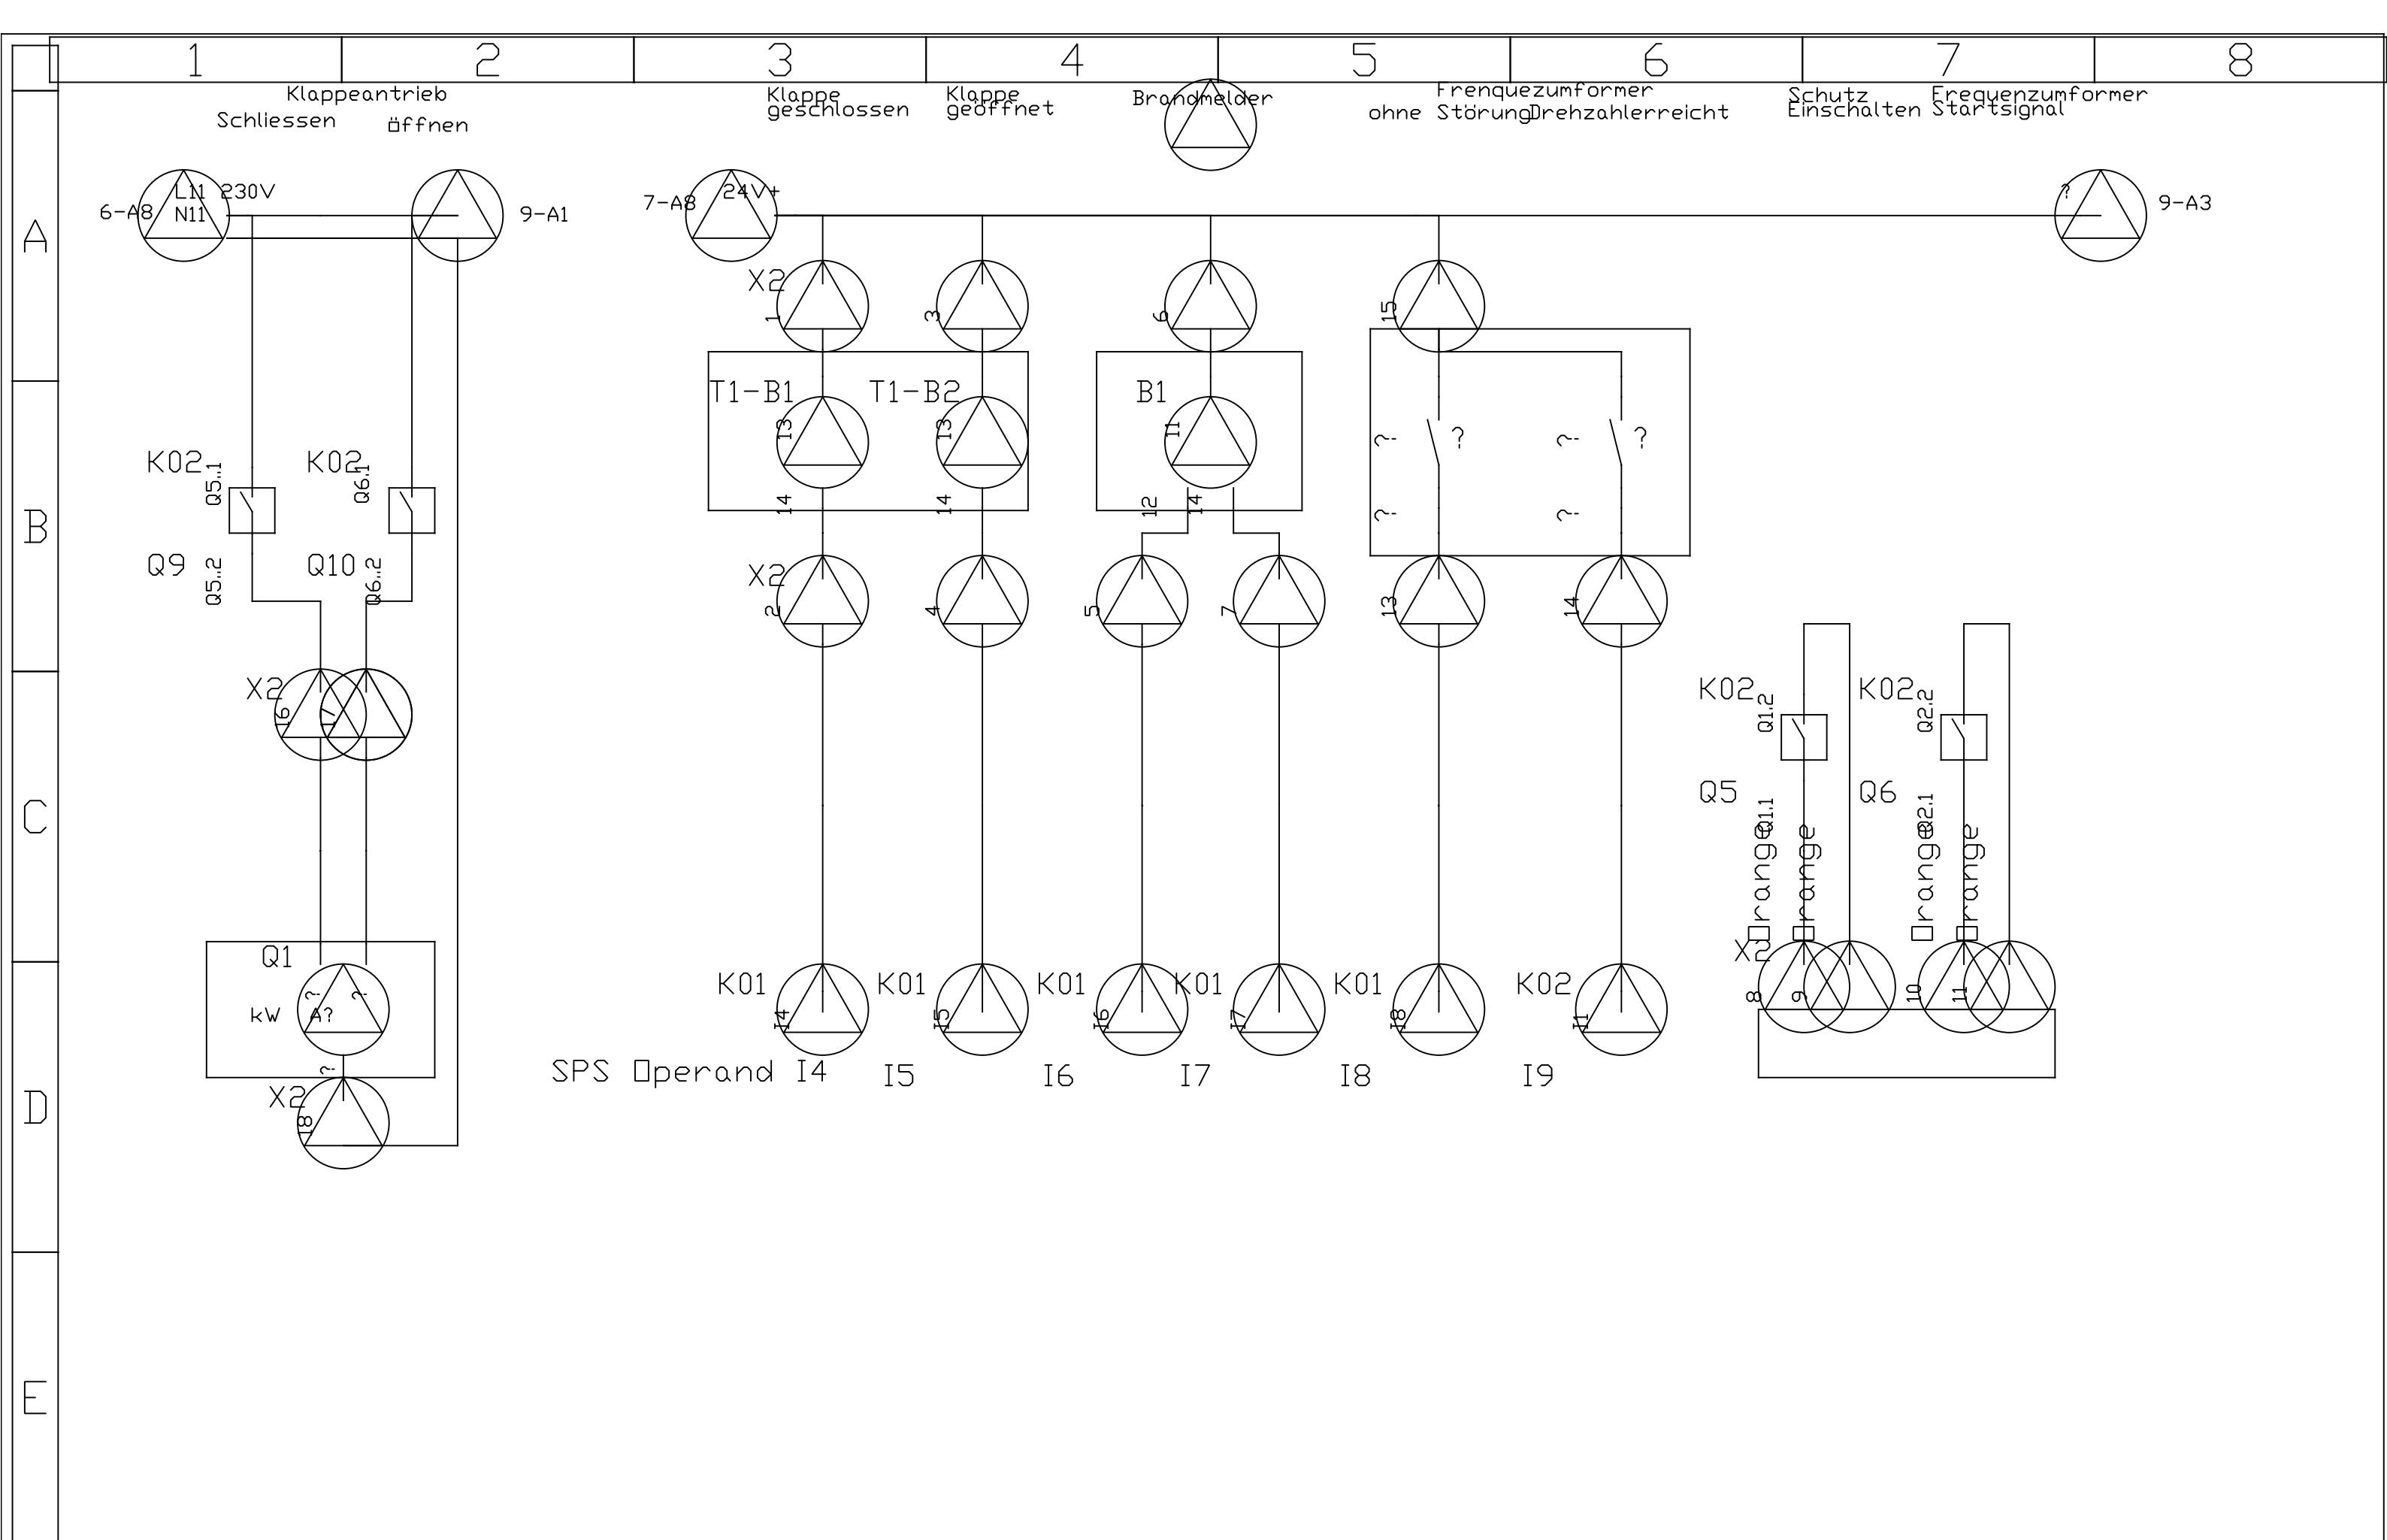 1 2 3 4 5 6 7 8
Klappeantrieb
Schliessen öffnen
Klappe
geschlossen
Klappe
geöffnet
Brandmelder
Frenquezumformer
ohne Störung Drehzahlerreicht
Schutz
Einschalten
Frequenzumformer
Startsignal
A
6-A8
L11 230V
N11
9-A1
7-A8
24V+
?
9-A3
X2
1
3
6
15
B
K02
Q5..1
K02
Q6.1
T1-B1
13
T1-B2
13
B1
11
?
?
?
?
14
14
12
14
?
?
Q9
Q5..2
Q10
Q6..2
X2
2
4
5
7
13
14
C
X2
16
17
K02
Q1..2
K02
Q2..2
Q5
Q1..1
Q6
Q2..1
Orange
Orange
Orange
Orange
D
Q1
?
?
kW A?
?
X2
18
K01
I4
K01
I5
K01
I6
K01
I7
K01
I8
K02
I1
X2
8
9
10
11
SPS Operand I4
I5
I6
I7
I8
I9
E